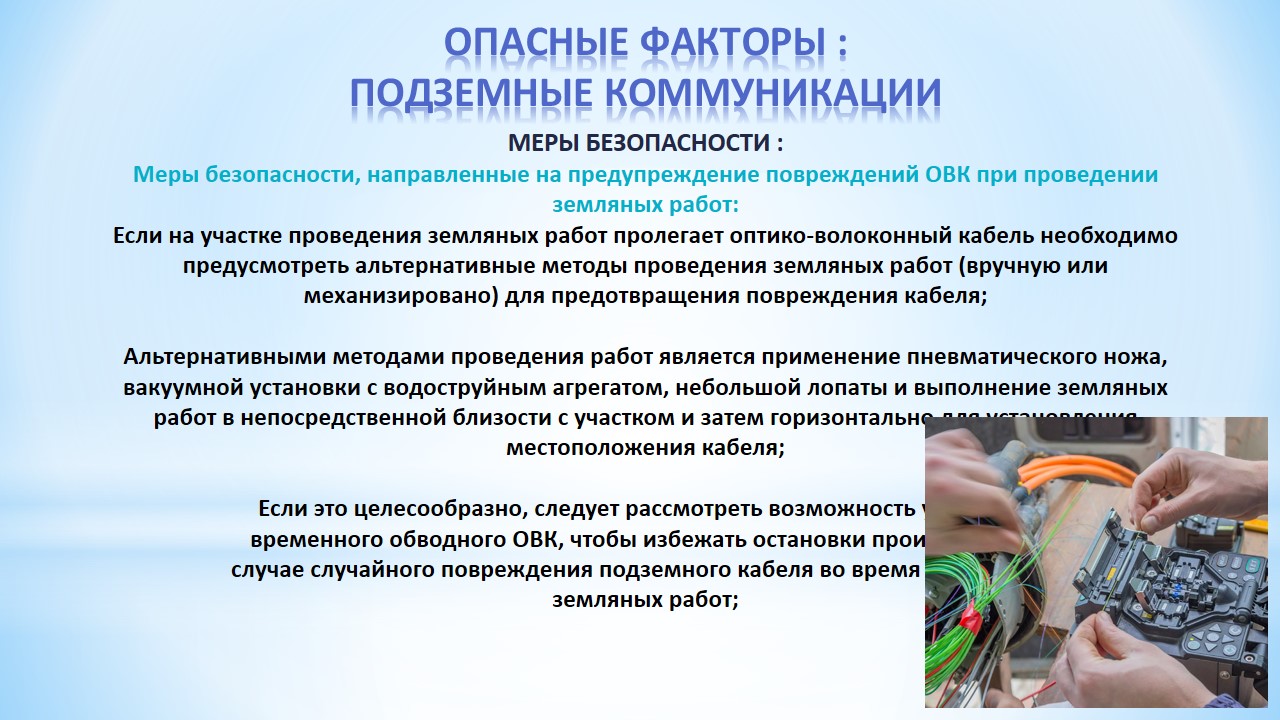 ОПАСНЫЕ ФАКТОРЫ :
ПОДЗЕМНЫЕ КОММУНИКАЦИИ
МЕРЫ БЕЗОПАСНОСТИ :
Меры безопасности, направленные на предупреждение повреждений ОВК при проведении
земляных работ:
Если на участке проведения земляных работ пролегает оптико-волоконный кабель необходимо
предусмотреть альтернативные методы проведения земляных работ (вручную или
механизировано) для предотвращения повреждения кабеля;
Альтернативными методами проведения работ является применение пневматического ножа,
вакуумной установки с водоструйным агрегатом, небольшой лопаты и выполнение земляных
работ в непосредственной близости с участком и затем горизонтально для установления
местоположения кабеля;
Если это целесообразно, следует рассмотреть возможность
временного обводного ОВК, чтобы избежать остановки
случае случайного повреждения подземного кабеля во время
земляных работ;